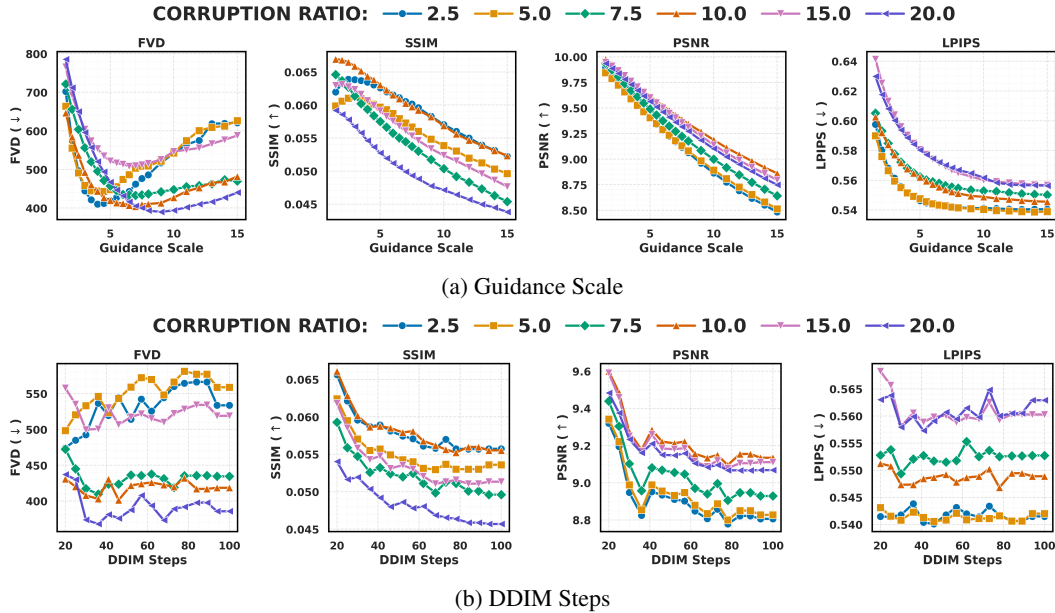 CORRUPTION RATIO: 2.5 5.0 7.5 10.0 15.0 20.0
FVD SSIM PSNR LPIPS
FVD (↓)
800
700
600
500
400
5 10 15
Guidance Scale
SSIM (↑)
0.065
0.060
0.055
0.050
0.045
5 10 15
Guidance Scale
PSNR (↑)
10.00
9.75
9.50
9.25
9.00
8.75
8.50
5 10 15
Guidance Scale
LPIPS (↓)
0.64
0.62
0.60
0.58
0.56
0.54
5 10 15
Guidance Scale
(a) Guidance Scale
CORRUPTION RATIO: 2.5 5.0 7.5 10.0 15.0 20.0
FVD SSIM PSNR LPIPS
FVD (↓)
550
500
450
400
20 40 60 80 100
DDIM Steps
SSIM (↑)
0.065
0.060
0.055
0.050
0.045
20 40 60 80 100
DDIM Steps
PSNR (↑)
9.6
9.4
9.2
9.0
8.8
20 40 60 80 100
DDIM Steps
LPIPS (↓)
0.565
0.560
0.555
0.550
0.545
0.540
20 40 60 80 100
DDIM Steps
(b) DDIM Steps